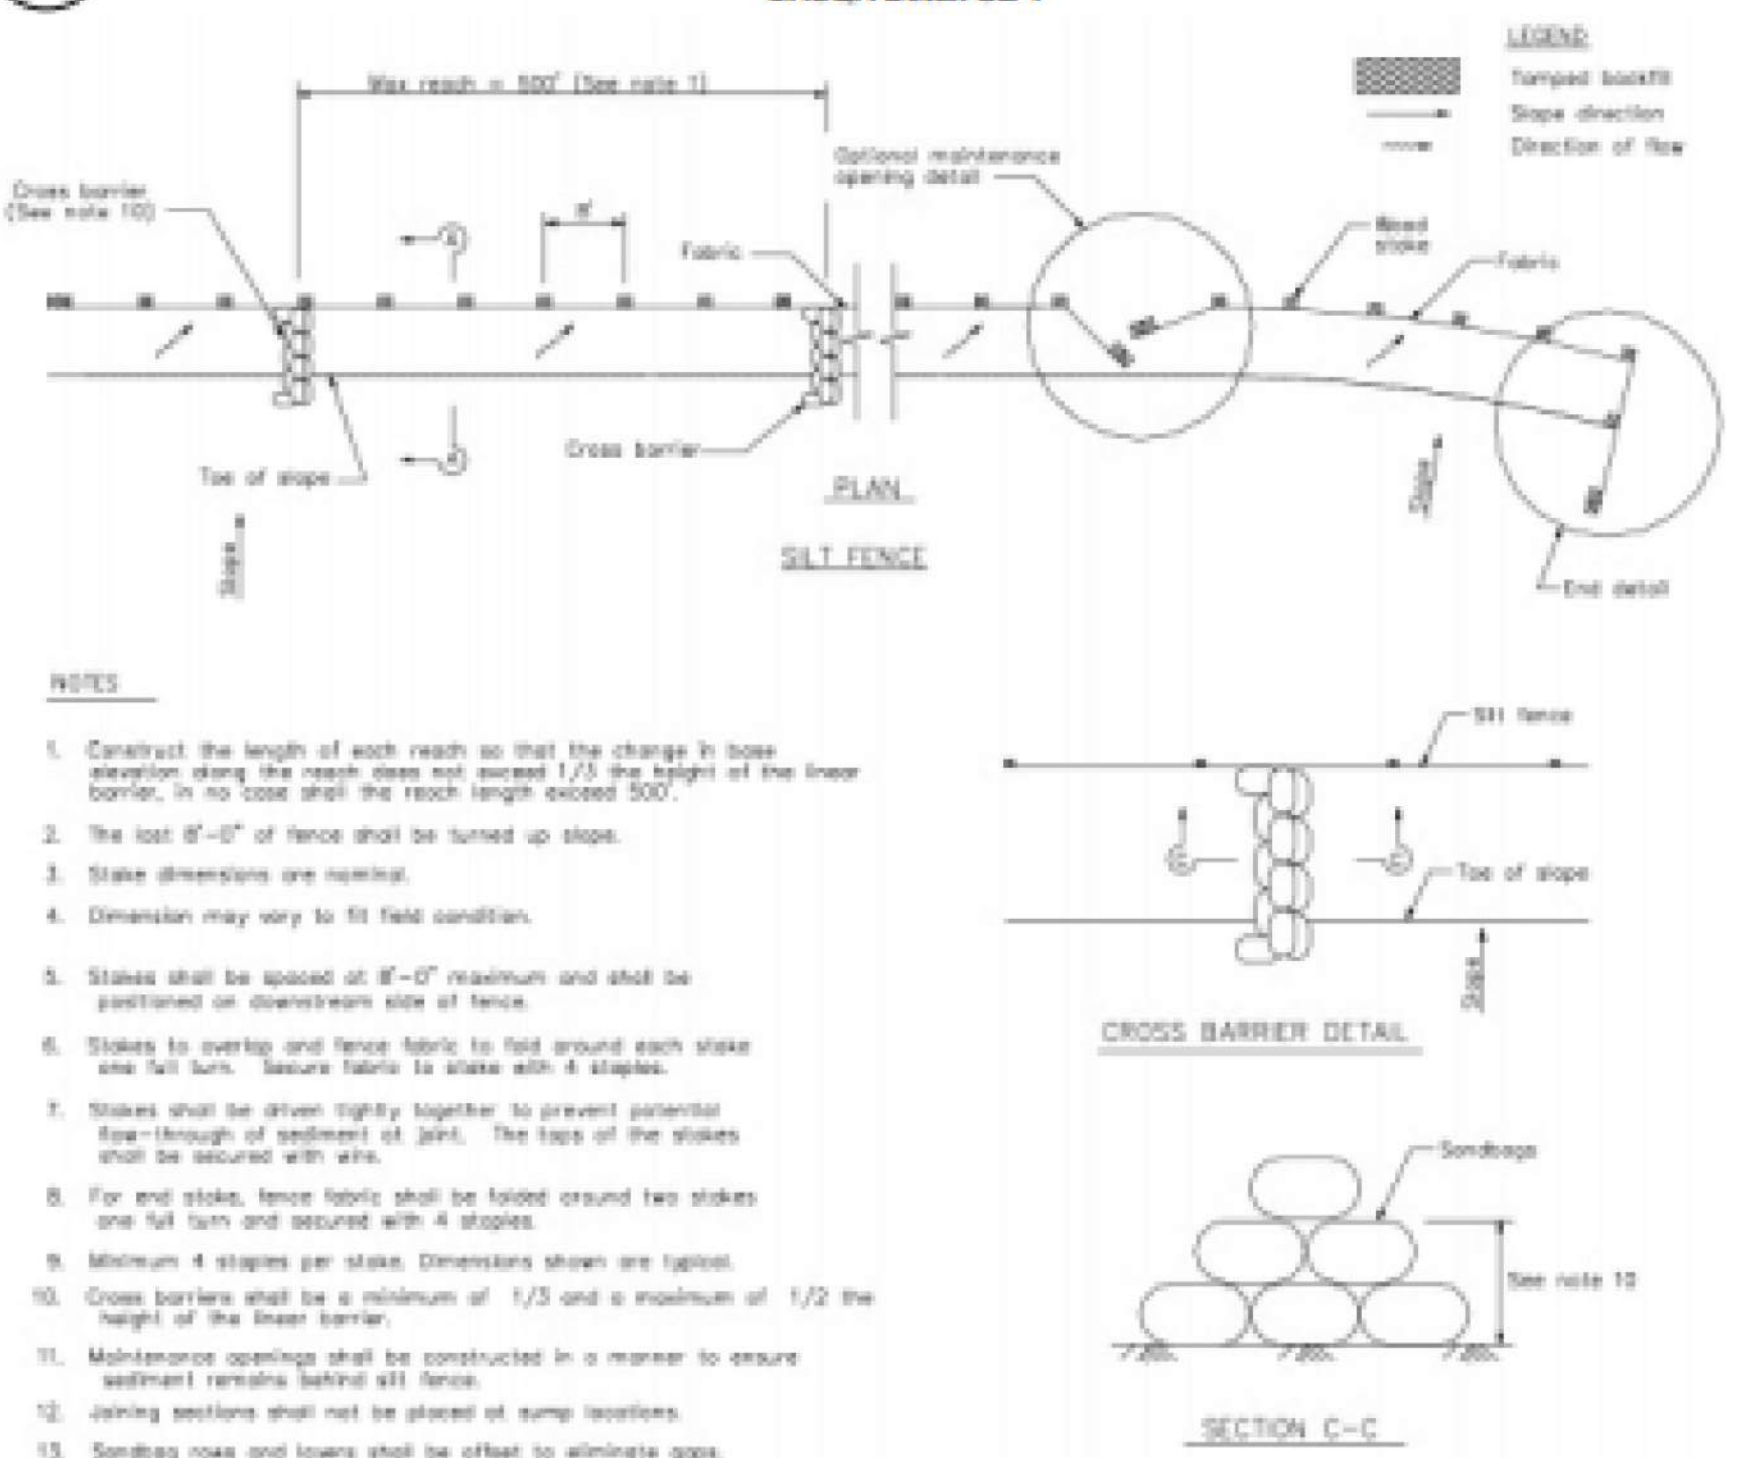 LEGEND
Tamped backfill
Slope direction
Direction of flow
Max reach = 500' (See note 1)
Optional maintenance
opening detail
Cross barrier
(See note 10)
8'
Fabric
Wood
stake
Fabric
Cross barrier
Toe of slope
PLAN
Slope
Slope
SILT FENCE
End detail
NOTES
1. Construct the length of each reach so that the change in base
elevation along the reach does not exceed 1/3 the height of the linear
barrier, in no case shall the reach length exceed 500'.
2. The last 8'-0" of fence shall be turned up slope.
3. Stake dimensions are nominal.
4. Dimension may vary to fit field condition.
5. Stakes shall be spaced at 8'-0" maximum and shall be
positioned on downstream side of fence.
6. Stakes to overlap and fence fabric to fold around each stake
one full turn. Secure fabric to stake with 4 staples.
7. Stakes shall be driven tightly together to prevent potential
flow-through of sediment at joint. The tops of the stakes
shall be secured with wire.
8. For end stake, fence fabric shall be folded around two stakes
one full turn and secured with 4 staples.
9. Minimum 4 staples per stake. Dimensions shown are typical.
10. Cross barriers shall be a minimum of 1/3 and a maximum of 1/2 the
height of the linear barrier.
11. Maintenance openings shall be constructed in a manner to ensure
sediment remains behind silt fence.
12. Joining sections shall not be placed at sump locations.
13. Sandbag rows and layers shall be offset to eliminate gaps.
Silt fence
Toe of slope
Slope
CROSS BARRIER DETAIL
Sandbags
See note 10
SECTION C-C